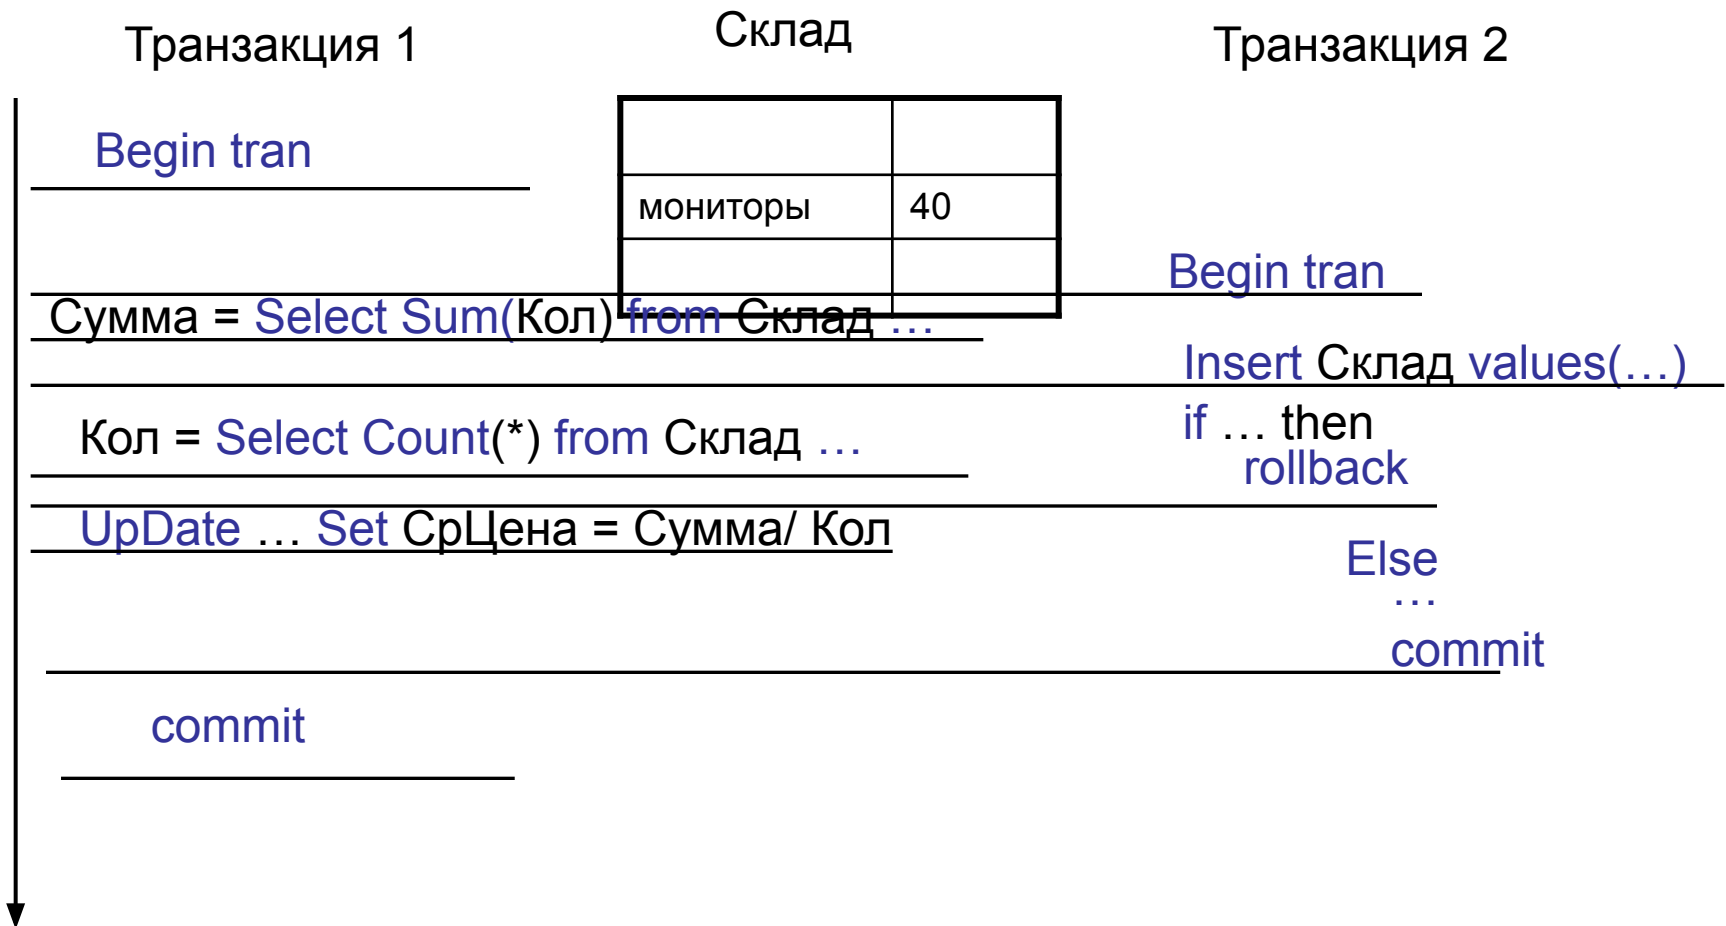 Транзакция 1
Склад
Транзакция 2
Begin tran
мониторы 40
Begin tran
Сумма = Select Sum(Кол) from Склад …
Insert Склад values(…)
Кол = Select Count(*) from Склад …
if … then
rollback
UpDate … Set СрЦена = Сумма/ Кол
Else
…
commit
commit